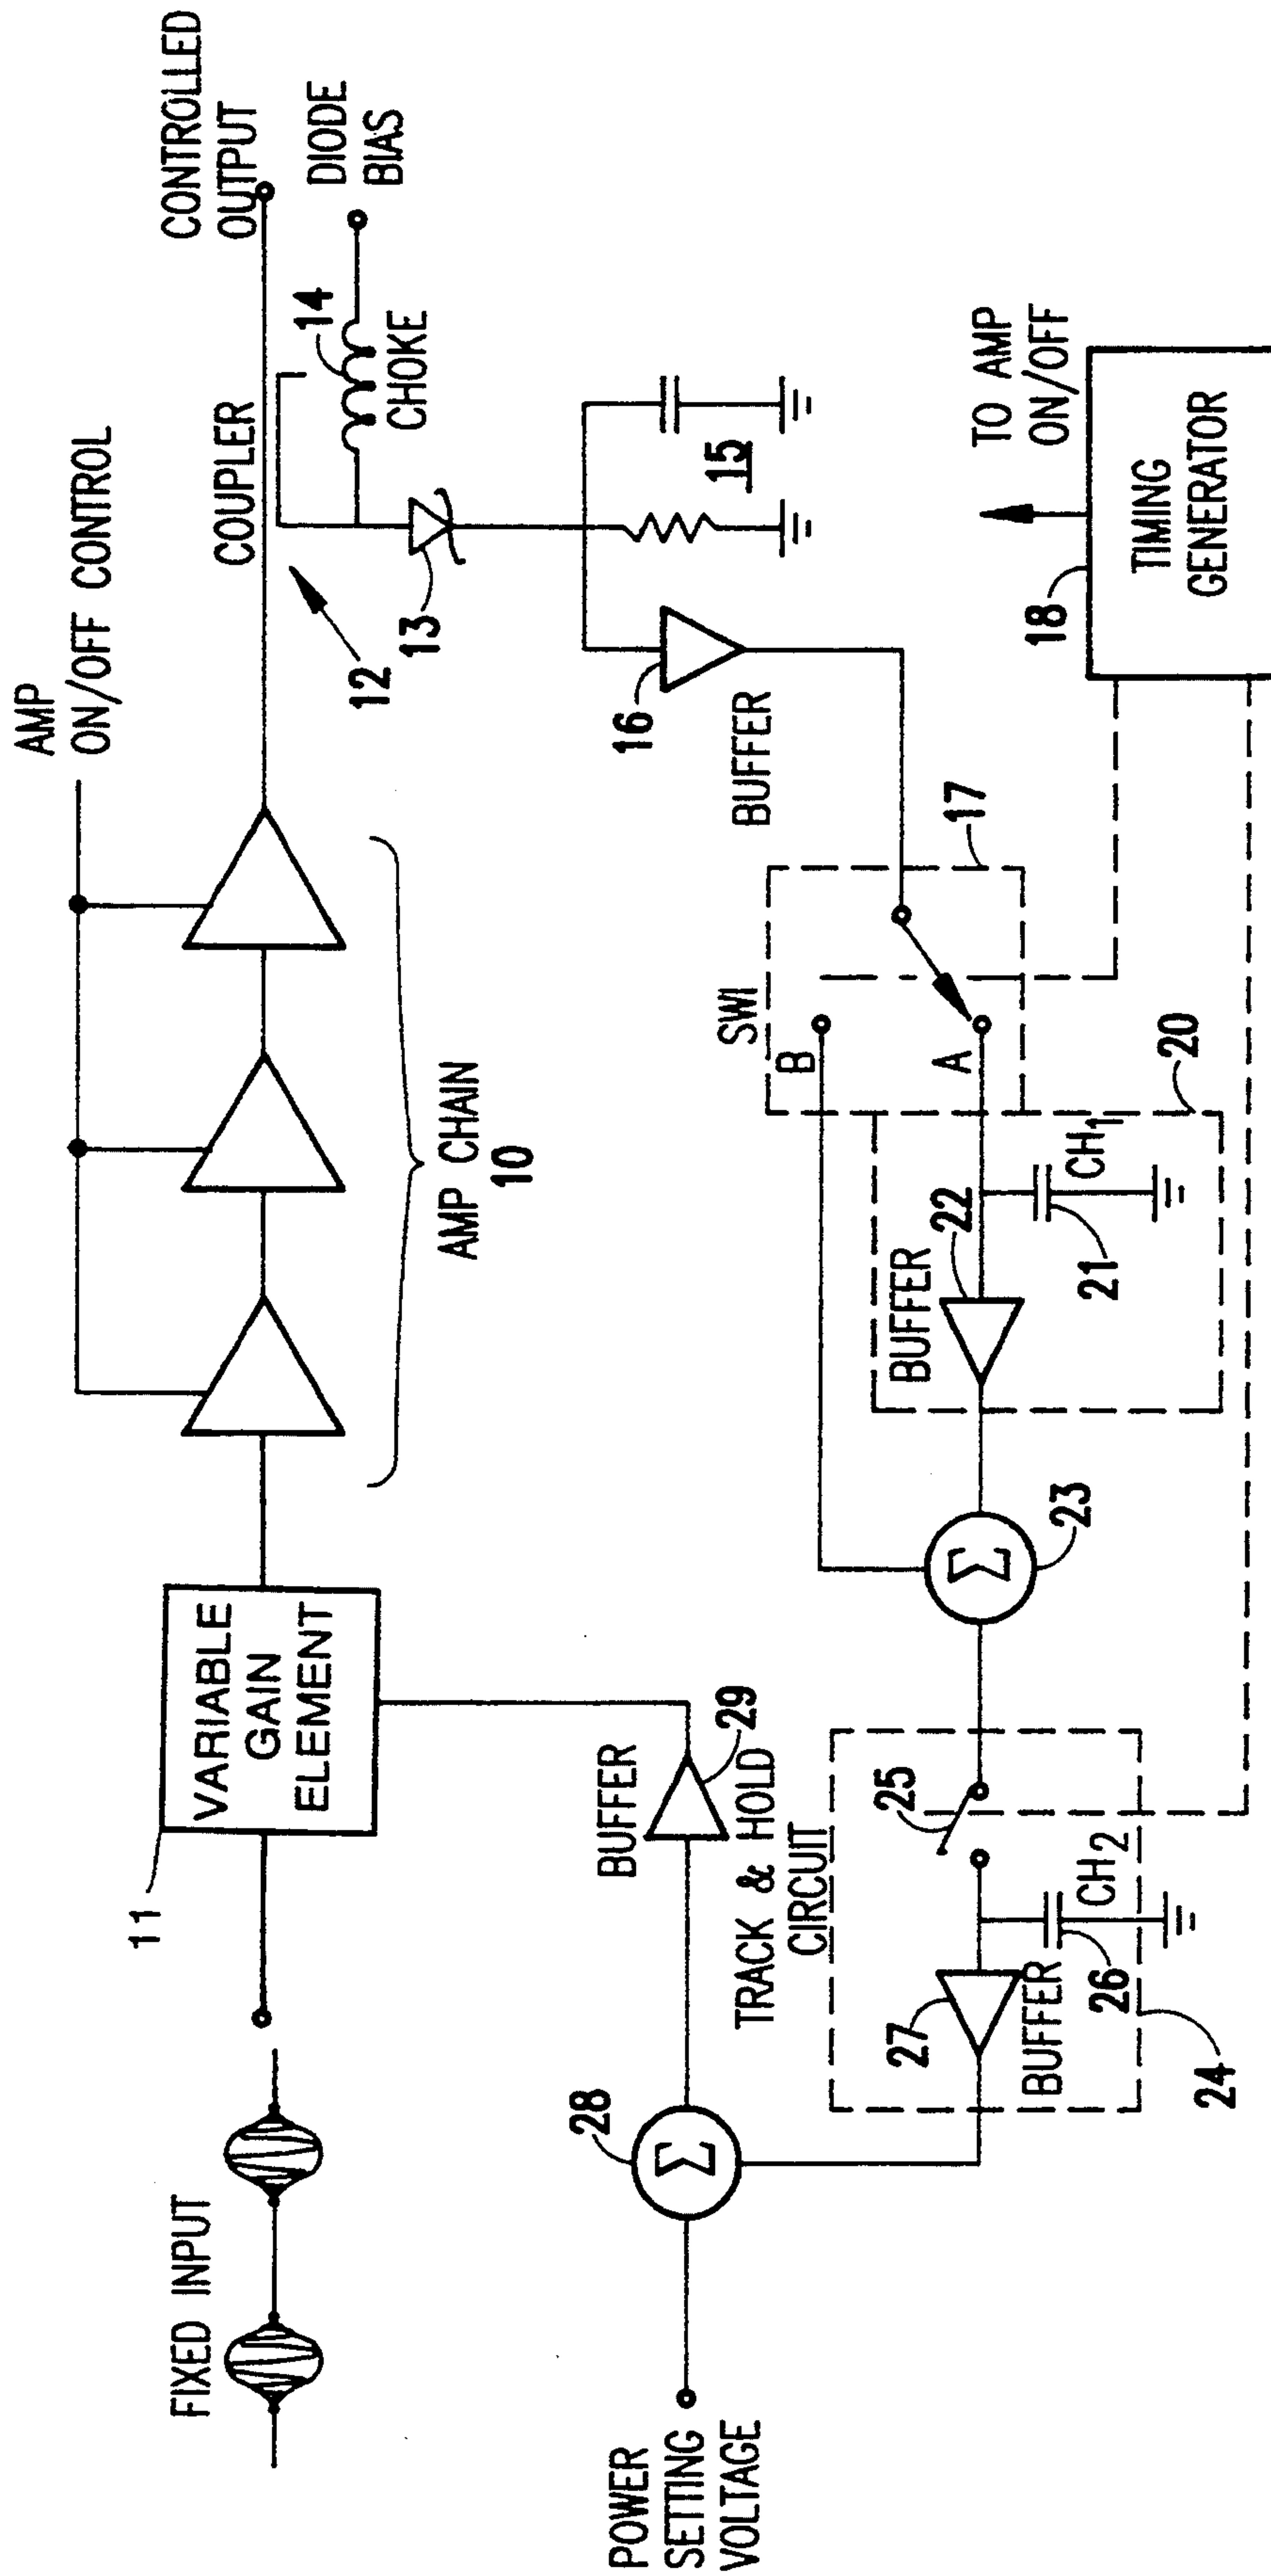 AMP
ON/OFF CONTROL
CONTROLLED
OUTPUT
FIXED INPUT
11
VARIABLE
GAIN
ELEMENT
COUPLER
14
CHOKE
DIODE
BIAS
AMP CHAIN
10
12
13
15
16
BUFFER
BUFFER
29
28
POWER
SETTING
VOLTAGE
TRACK & HOLD
CIRCUIT
25
27
BUFFER
CH2
26
24
23
BUFFER
22
CH1
21
20
SW1
B
A
17
18
TO AMP
ON/OFF
TIMING
GENERATOR
Σ
Σ